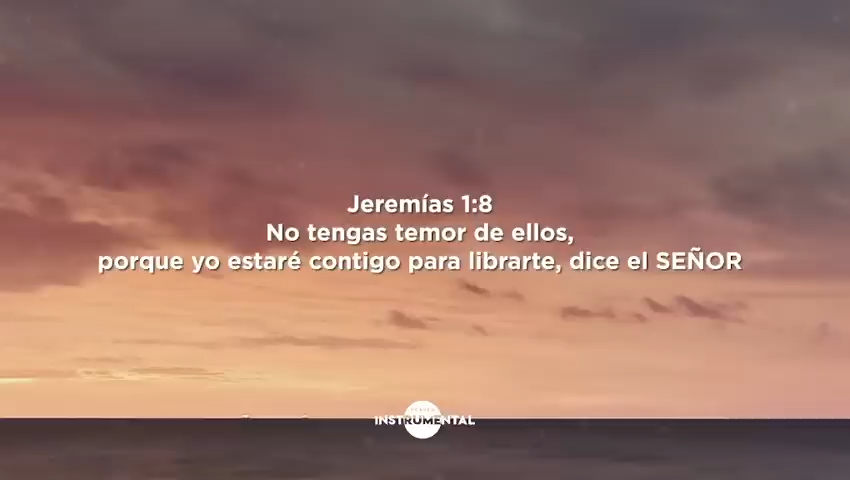 Jeremías 1:8
No tengas temor de ellos,
porque yo estaré contigo para librarte, dice el SEÑOR
INSTRUMENTAL